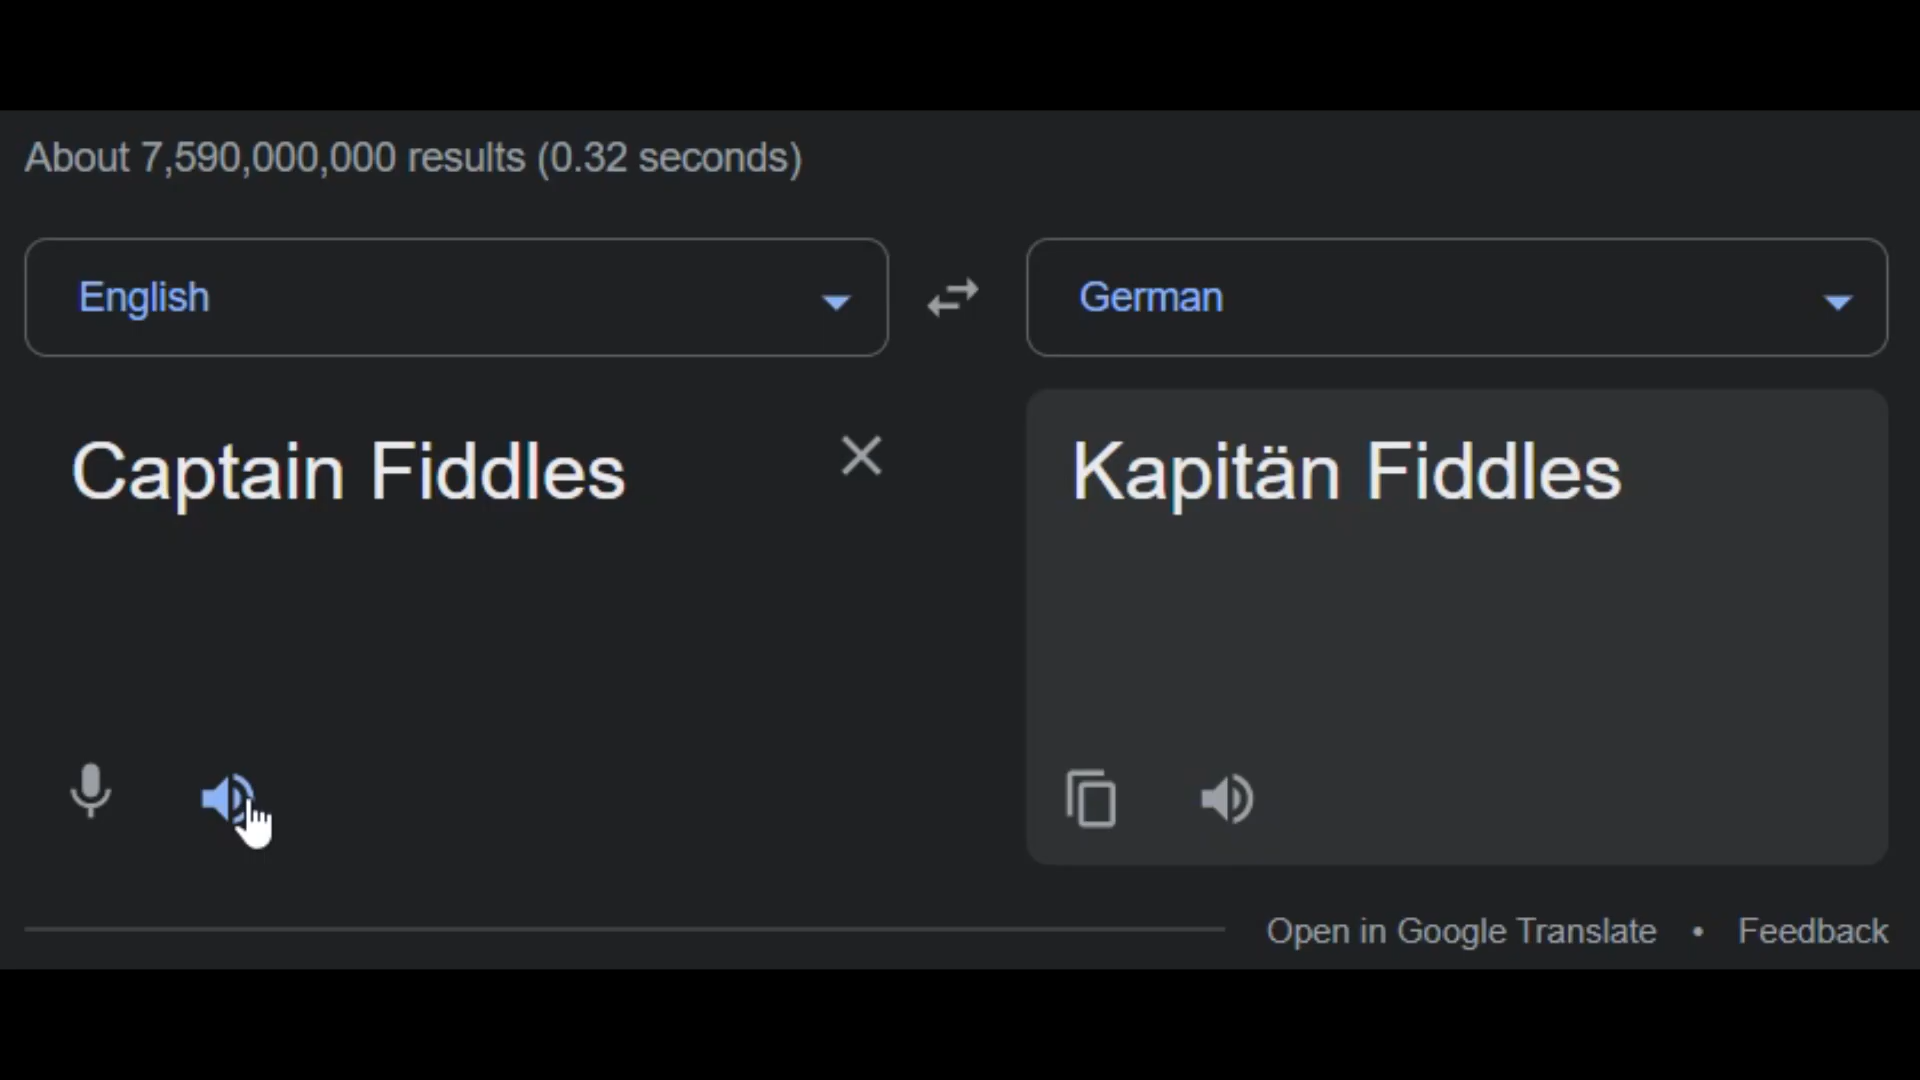 About 7,590,000,000 results (0.32 seconds)
English
German
Captain Fiddles
Kapitän Fiddles
Open in Google Translate • Feedback